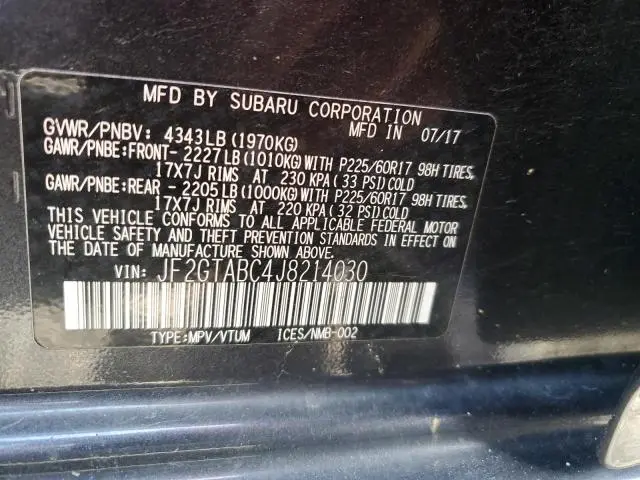 MFD BY SUBARU CORPORATION
GVWR/PNBV: 4343LB(1970KG) MFD IN 07/17
GAWR/PNBE:FRONT- 2227LB(1010KG)WITH P225/60R17 98H TIRES,
17X7J RIMS AT 230 KPA(33 PSI)COLD
GAWR/PNBE:REAR - 2205LB(1000KG)WITH P225/60R17 98H TIRES,
17X7J RIMS AT 220 KPA(32 PSI)COLD
THIS VEHICLE CONFORMS TO ALL APPLICABLE FEDERAL MOTOR
VEHICLE SAFETY AND THEFT PREVENTION STANDARDS IN EFFECT ON
THE DATE OF MANUFACTURE SHOWN ABOVE.
VIN: JF2GTABC4J8214030
TYPE:MPV/VTUM ICES/NMB-002